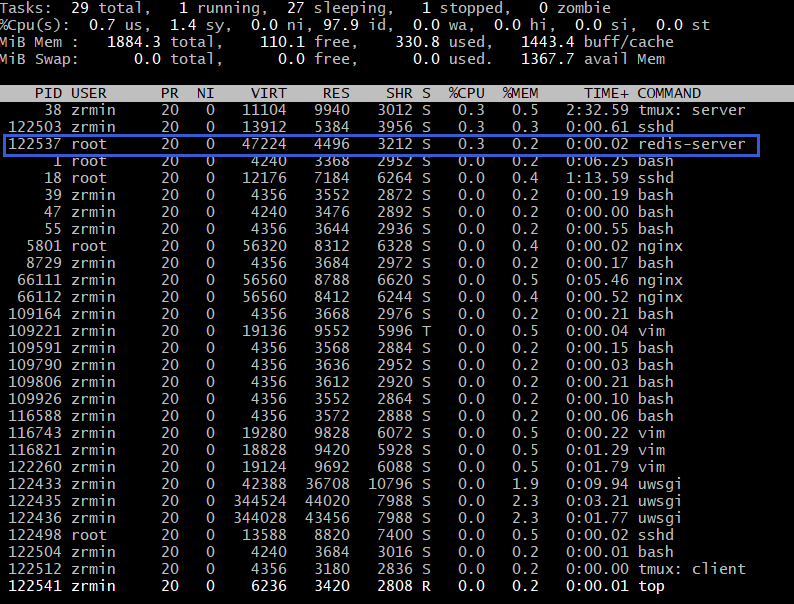 Tasks:  29 total,   1 running,  27 sleeping,   1 stopped,   0 zombie
%Cpu(s):  0.7 us,  1.4 sy,  0.0 ni, 97.9 id,  0.0 wa,  0.0 hi,  0.0 si,  0.0 st
MiB Mem :   1884.3 total,    110.1 free,    330.8 used,   1443.4 buff/cache
MiB Swap:      0.0 total,      0.0 free,      0.0 used.   1367.7 avail Mem
PID USER      PR  NI    VIRT    RES    SHR S  %CPU  %MEM     TIME+ COMMAND
38 zrmin     20   0   11104   9940   3012 S   0.3   0.5   2:32.59 tmux: server
122503 zrmin     20   0   13912   5384   3956 S   0.3   0.3   0:00.61 sshd
122537 root      20   0   47224   4496   3212 S   0.3   0.2   0:00.02 redis-server
1 root      20   0    4240   3368   2952 S   0.0   0.2   0:06.25 bash
18 root      20   0   12176   7184   6264 S   0.0   0.4   1:13.59 sshd
39 zrmin     20   0    4356   3552   2872 S   0.0   0.2   0:00.19 bash
47 zrmin     20   0    4240   3476   2892 S   0.0   0.2   0:00.00 bash
55 zrmin     20   0    4356   3644   2936 S   0.0   0.2   0:00.55 bash
5801 root      20   0   56320   8312   6328 S   0.0   0.4   0:00.02 nginx
8729 zrmin     20   0    4356   3684   2972 S   0.0   0.2   0:00.17 bash
66111 zrmin     20   0   56560   8788   6620 S   0.0   0.5   0:05.46 nginx
66112 zrmin     20   0   56560   8412   6244 S   0.0   0.4   0:00.52 nginx
109164 zrmin     20   0    4356   3668   2976 S   0.0   0.2   0:00.21 bash
109221 zrmin     20   0   19136   9552   5996 T   0.0   0.5   0:00.04 vim
109591 zrmin     20   0    4356   3568   2884 S   0.0   0.2   0:00.15 bash
109790 zrmin     20   0    4356   3636   2952 S   0.0   0.2   0:00.03 bash
109806 zrmin     20   0    4356   3612   2920 S   0.0   0.2   0:00.21 bash
109926 zrmin     20   0    4356   3552   2864 S   0.0   0.2   0:00.10 bash
116588 zrmin     20   0    4356   3572   2888 S   0.0   0.2   0:00.06 bash
116743 zrmin     20   0   19280   9828   6072 S   0.0   0.5   0:00.22 vim
116821 zrmin     20   0   18828   9420   5928 S   0.0   0.5   0:01.29 vim
122260 zrmin     20   0   19124   9692   6088 S   0.0   0.5   0:01.79 vim
122433 zrmin     20   0   42388  36708  10796 S   0.0   1.9   0:09.94 uwsgi
122435 zrmin     20   0  344524  44020   7988 S   0.0   2.3   0:03.21 uwsgi
122436 zrmin     20   0  344028  43456   7988 S   0.0   2.3   0:01.77 uwsgi
122498 root      20   0   13588   8820   7400 S   0.0   0.5   0:00.02 sshd
122504 zrmin     20   0    4240   3684   3016 S   0.0   0.2   0:00.01 bash
122512 zrmin     20   0    4356   3180   2836 S   0.0   0.2   0:00.00 tmux: client
122541 zrmin     20   0    6236   3420   2808 R   0.0   0.2   0:00.01 top